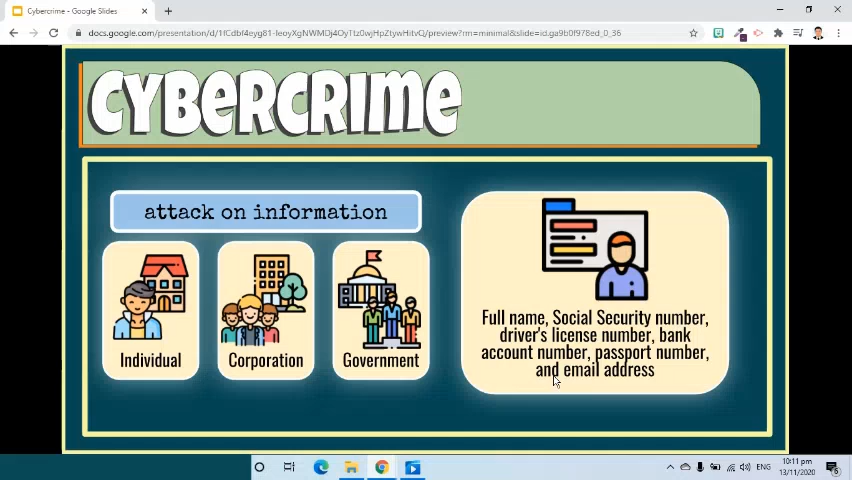 Cybercrime - Google Slides
docs.google.com/presentation/d/1fCdbf4eyg81-IeoyXgNWMDj4OyTtz0wjHpZtywHitvQ/preview?rm=minimal&slide=id.ga9b0f978ed_0_36
CYBERCRIME
attack on information
Individual
Corporation
Government
Full name, Social Security number,
driver's license number, bank
account number, passport number,
and email address
ENG
10:11 pm
13/11/2020